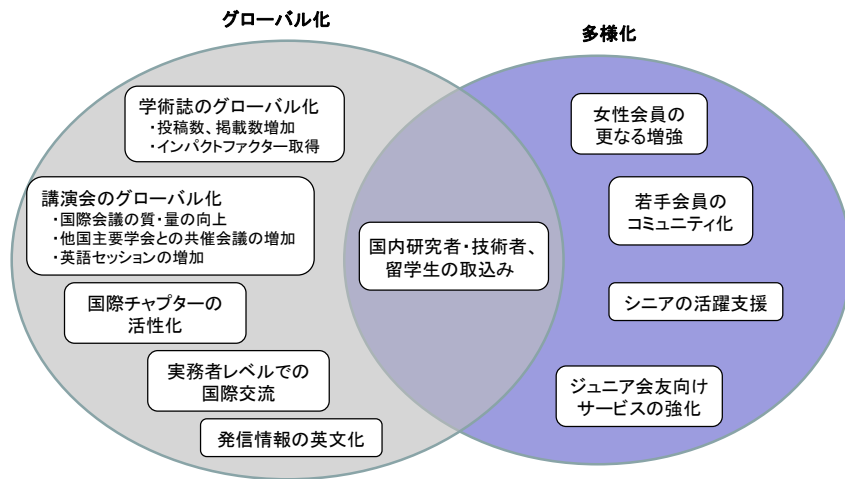 グローバル化
学術誌のグローバル化
・投稿数、掲載数増加
・インパクトファクター取得
講演会のグローバル化
・国際会議の質・量の向上
・他国主要学会との共催会議の増加
・英語セッションの増加
国際チャプターの
活性化
実務者レベルでの
国際交流
発信情報の英文化
国内研究者・技術者、
留学生の取込み
多様化
女性会員の
更なる増強
若手会員の
コミュニティ化
シニアの活躍支援
ジュニア会友向け
サービスの強化